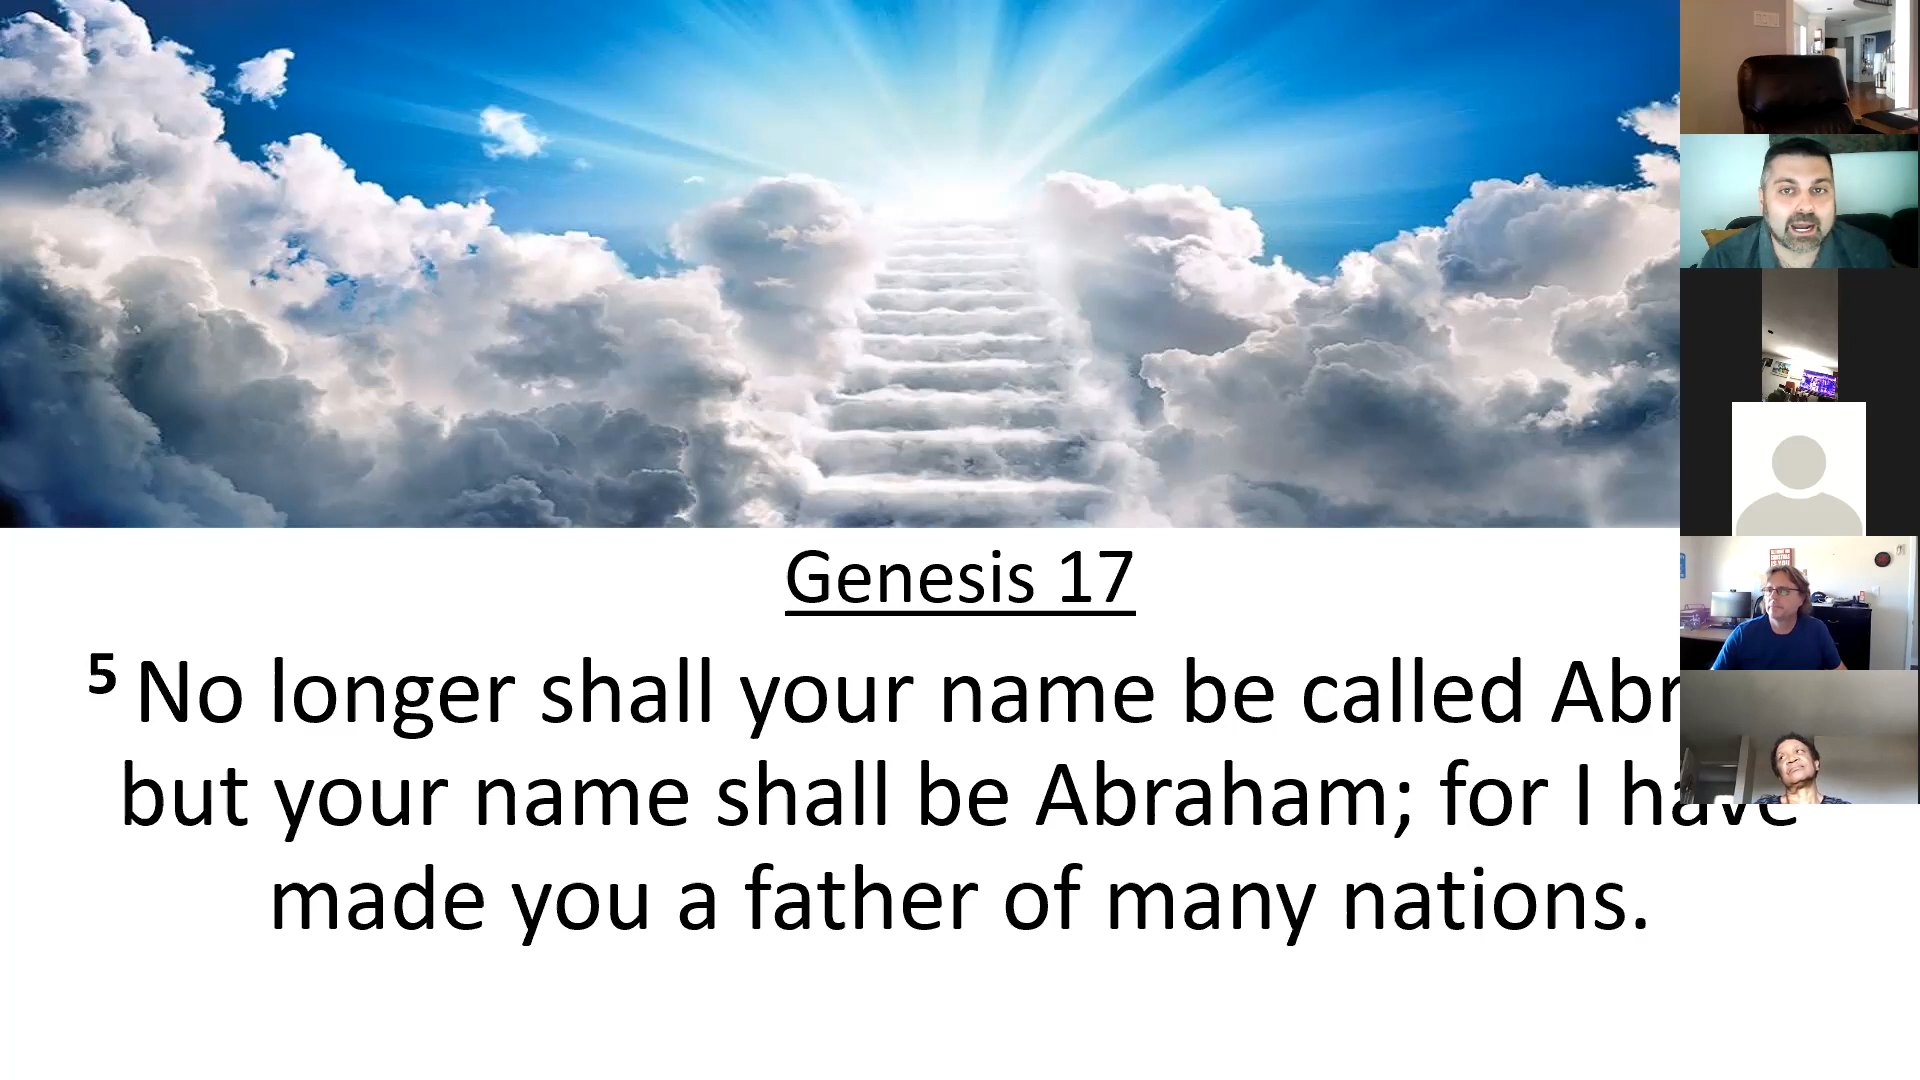 Genesis 17
5 No longer shall your name be called
but your name shall be Abraham; for I have
made you a father of many nations.